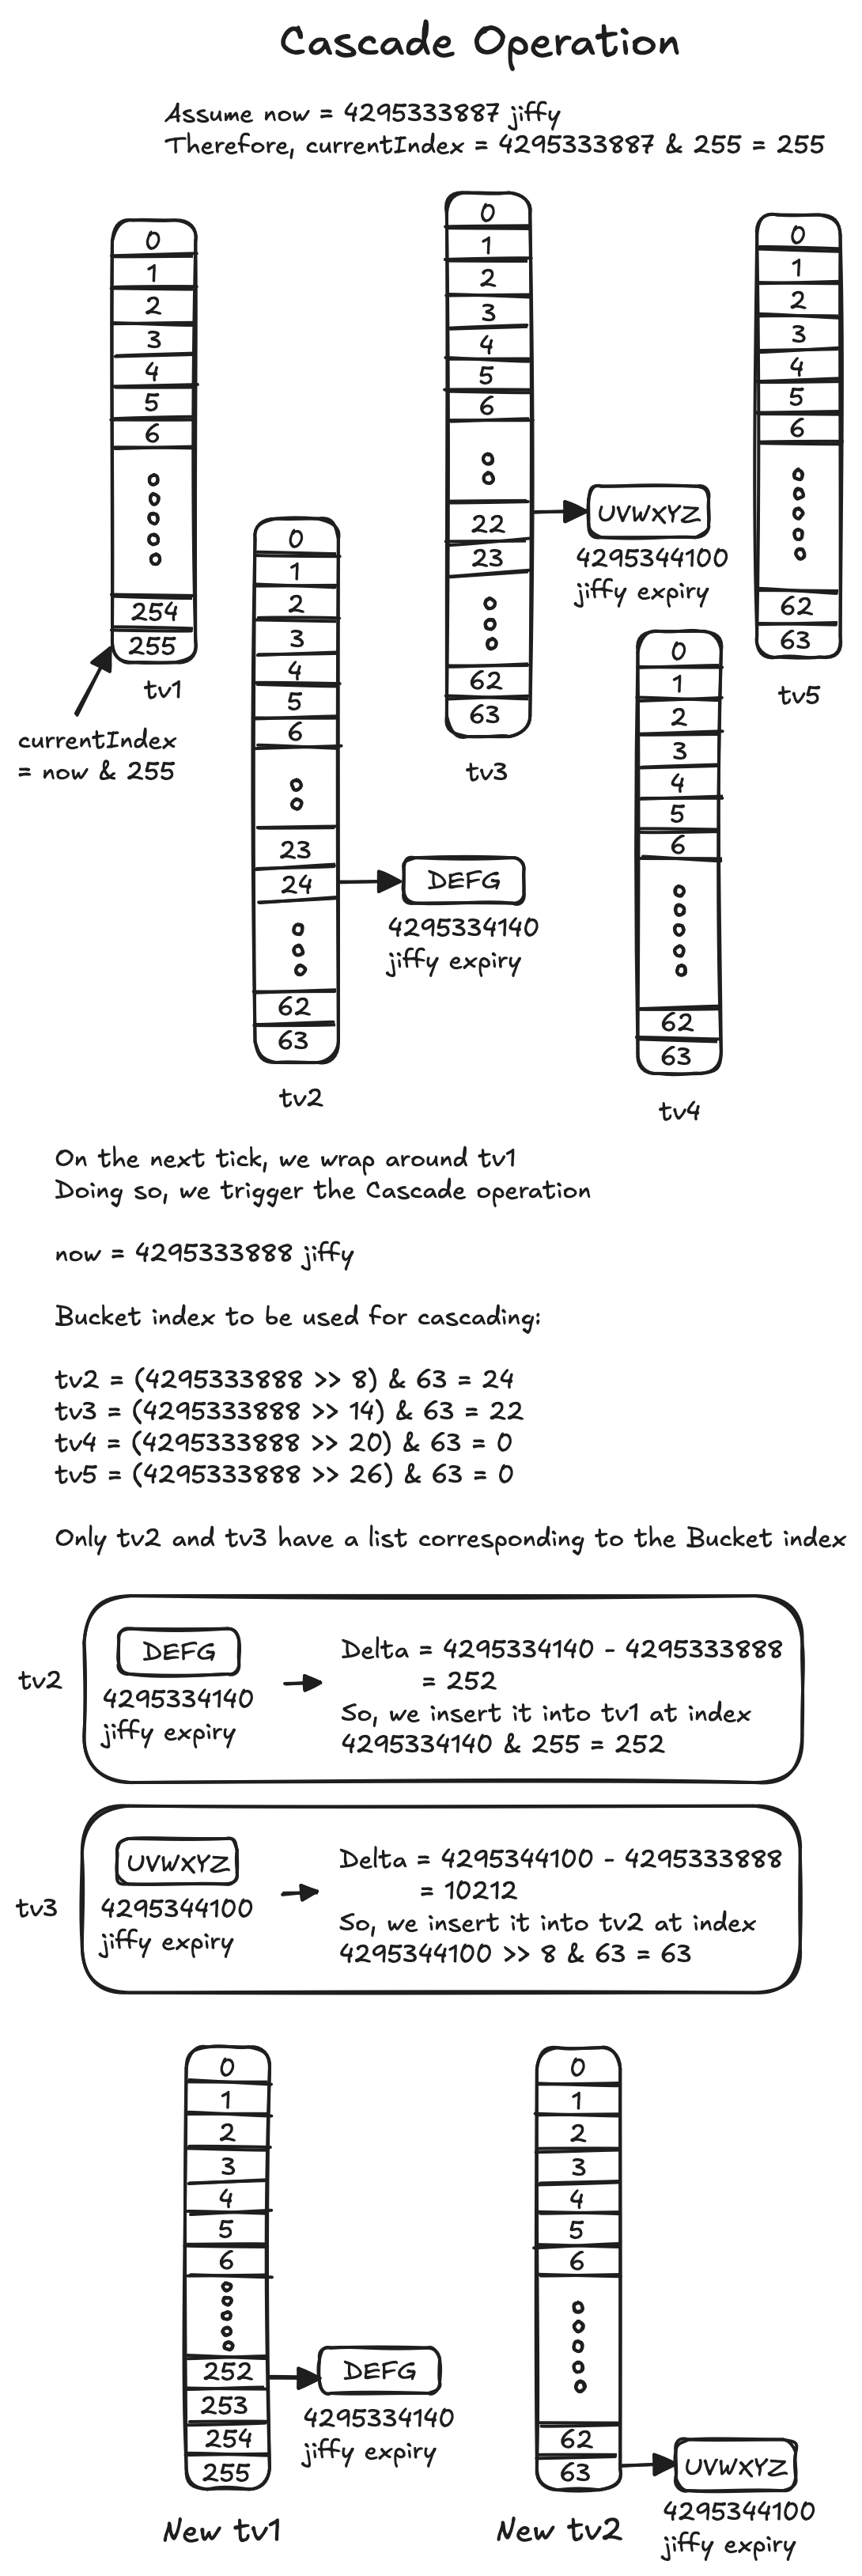 Cascade Operation
Assume now = 4295333887 jiffy
Therefore, currentIndex = 4295333887 & 255 = 255
0
1
2
3
4
5
6
254
255
tv1
currentIndex
= now & 255
0
1
2
3
4
5
6
23
24
62
63
tv2
DEFG
4295334140
jiffy expiry
0
1
2
3
4
5
6
22
23
62
63
tv3
UVWXYZ
4295344100
jiffy expiry
0
1
2
3
4
5
6
62
63
tv4
0
1
2
3
4
5
6
62
63
tv5
On the next tick, we wrap around tv1
Doing so, we trigger the Cascade operation
now = 4295333888 jiffy
Bucket index to be used for cascading:
tv2 = (4295333888 >> 8) & 63 = 24
tv3 = (4295333888 >> 14) & 63 = 22
tv4 = (4295333888 >> 20) & 63 = 0
tv5 = (4295333888 >> 26) & 63 = 0
Only tv2 and tv3 have a list corresponding to the Bucket index
tv2
DEFG
4295334140
jiffy expiry
Delta = 4295334140 - 4295333888
= 252
So, we insert it into tv1 at index
4295334140 & 255 = 252
tv3
UVWXYZ
4295344100
jiffy expiry
Delta = 4295344100 - 4295333888
= 10212
So, we insert it into tv2 at index
4295344100 >> 8 & 63 = 63
0
1
2
3
4
5
6
252
253
254
255
New tv1
DEFG
4295334140
jiffy expiry
0
1
2
3
4
5
6
62
63
New tv2
UVWXYZ
4295344100
jiffy expiry